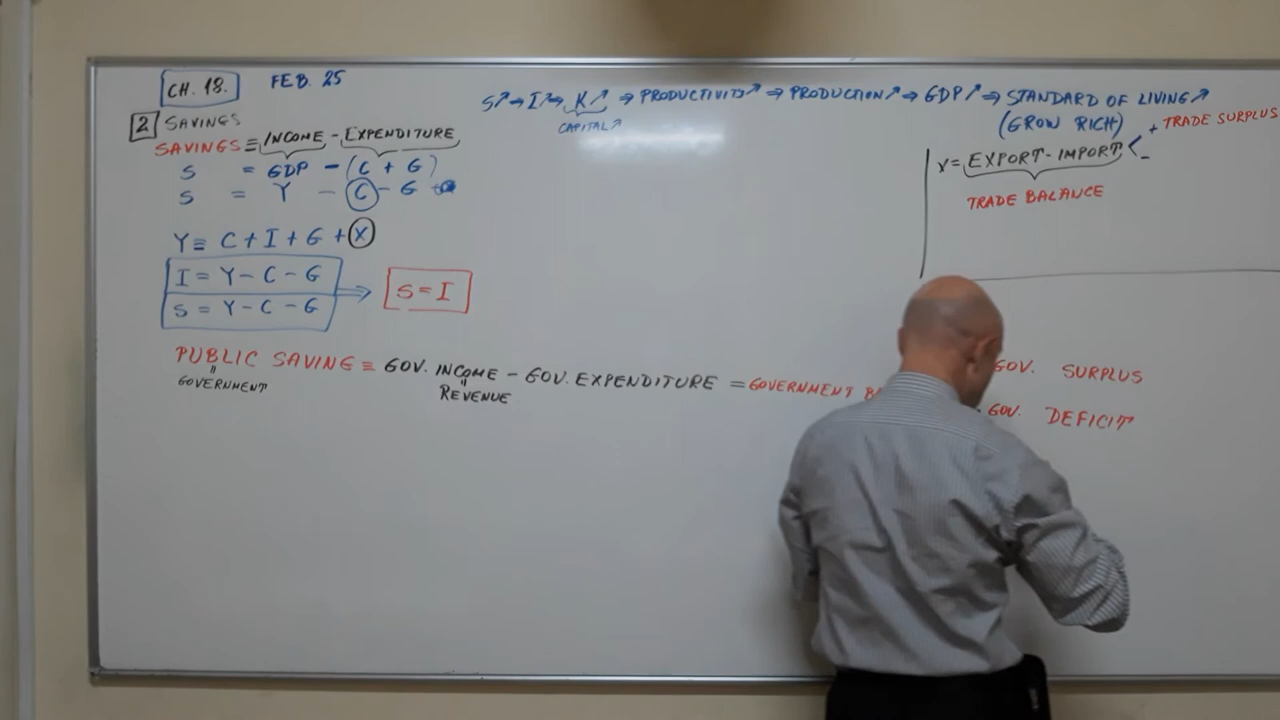 CH. 18. FEB. 25
2 SAVINGS
SAVINGS ≡ INCOME - EXPENDITURE
S = GDP - (C + G)
S = Y - C - G
Y ≡ C + I + G + X
I = Y - C - G
S = Y - C - G
⇒ S = I
S↗ ⇒ I↗ ⇒ K↗ ⇒ PRODUCTIVITY↗ ⇒ PRODUCTION↗ ⇒ GDP↗ ⇒ STANDARD OF LIVING↗
CAPITAL↗
(GROW RICH)
+ TRADE SURPLUS
X = EXPORT - IMPORT
-
TRADE BALANCE
PUBLIC SAVING ≡ GOV. INCOME - GOV. EXPENDITURE = GOVERNMENT
"
GOVERNMENT
"
REVENUE
GOV. SURPLUS
- GOV. DEFICIT